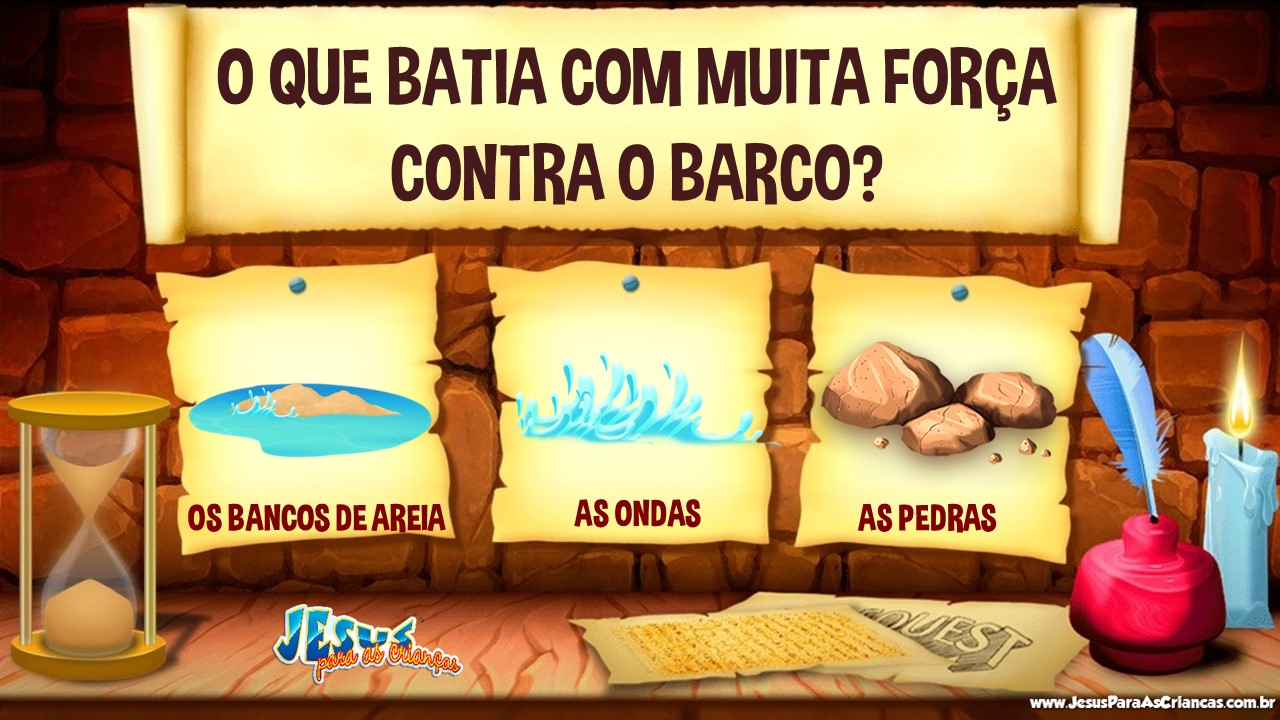 O QUE BATIA COM MUITA FORÇA
CONTRA O BARCO?
OS BANCOS DE AREIA
AS ONDAS
AS PEDRAS
JESUS
para as crianças
QUEST
www.JesusParaAsCriancas.com.br